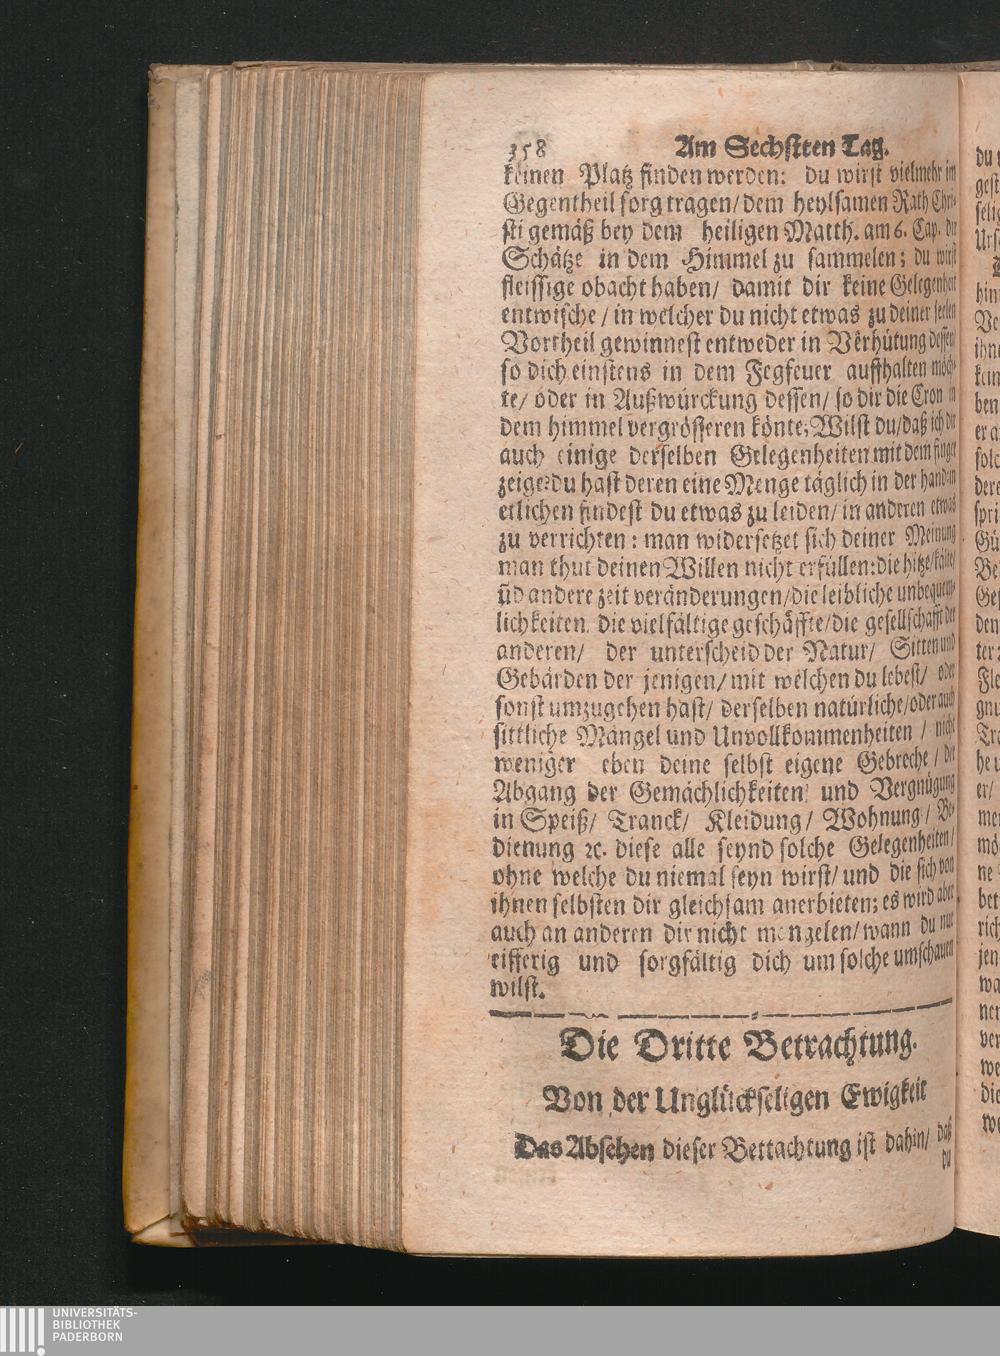 358 Am Sechsten Tag.
keinen Platz finden werden: du wirst vielmehr im
Gegentheil sorg tragen/ dem heylsamen Rath Chri-
sti gemäß bey dem heiligen Matth. am 6. Cap. die
Schätze in dem Himmel zu sammelen; du wirst
fleissige obacht haben/ damit dir keine Gelegenheit
entwische/ in welcher du nicht etwas zu deiner seelen
Vortheil gewinnest entweder in Verhütung dessen/
so dich einstens in dem Fegfeuer auffhalten möch-
te/ oder in Außwürckung dessen/ so dir die Cron in
dem himmel vergrösseren könte; Wilst du/ daß ich dir
auch einige derselben Gelegenheiten mit dem finger
zeige? du hast deren eine Menge täglich in der handen
etlichen findest du etwas zu leiden/ in anderen etwas
zu verrichten: man widersetzet sich deiner Meinung
man thut deinen Willen nicht erfüllen: die hitze/ kälte/
uñ andere zeit veränderungen/ die leibliche unbequem-
lichkeiten, die vielfältige geschäffte/ die gesellschafft der
anderen/ der unterscheid der Natur/ Sitten und
Gebärden der jenigen/ mit welchen du lebest/ oder
sonst umzugehen hast/ derselben natürliche/ oder auch
sittliche Mängel und Unvollkommenheiten/ nicht
weniger eben deine selbst eigene Gebreche/ der
Abgang der Gemächlichkeiten und Vergnügung
in Speiß/ Tranck/ Kleidung/ Wohnung/ Be-
dienung ꝛc. diese alle seynd solche Gelegenheiten/
ohne welche du niemal seyn wirst/ und die sich von
ihnen selbsten dir gleichsam anerbieten; es wird aber
auch an anderen dir nicht mangelen/ wann du nur
eifferig und sorgfältig dich um solche umschauen
wilst.
Die Dritte Betrachtung.
Von der Unglückseligen Ewigkeit
Das Absehen dieser Bettachtung ist dahin/ daß
du
UNIVERSITÄTS-
BIBLIOTHEK
PADERBORN